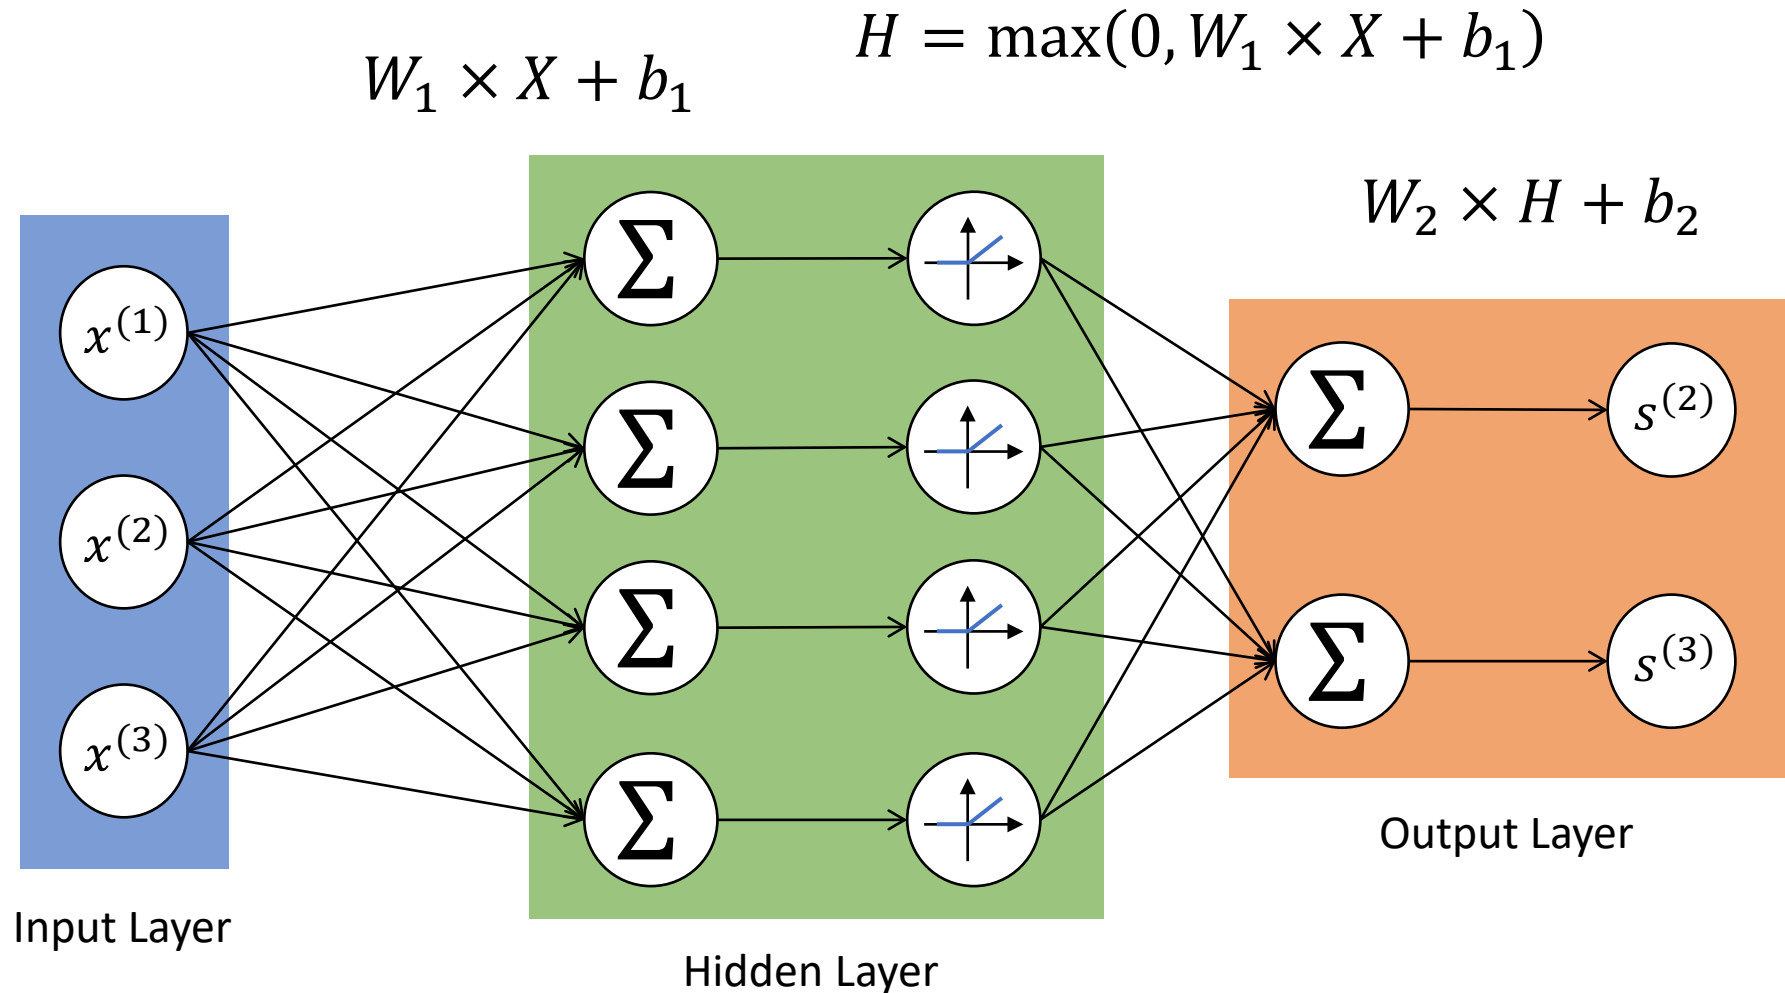 H = max(0, W₁ × X + b₁)
W₁ × X + b₁
W₂ × H + b₂
x⁽¹⁾
x⁽²⁾
x⁽³⁾
Σ
Σ
Σ
Σ
Σ
Σ
s⁽²⁾
s⁽³⁾
Input Layer
Hidden Layer
Output Layer